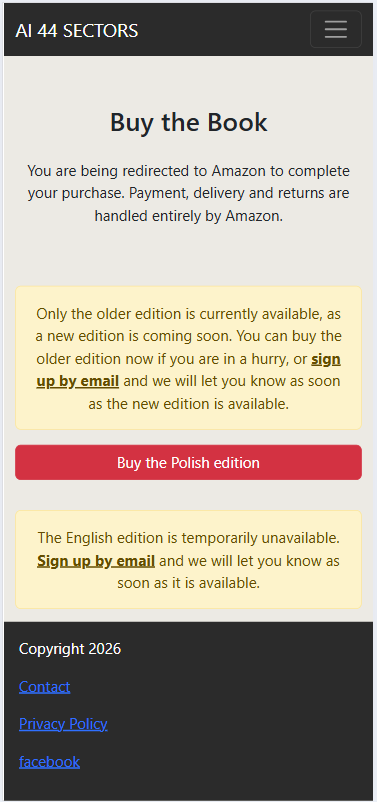 AI 44 SECTORS
Buy the Book
You are being redirected to Amazon to complete
your purchase. Payment, delivery and returns are
handled entirely by Amazon.
Only the older edition is currently available, as
a new edition is coming soon. You can buy the
older edition now if you are in a hurry, or sign
up by email and we will let you know as soon
as the new edition is available.
Buy the Polish edition
The English edition is temporarily unavailable.
Sign up by email and we will let you know as
soon as it is available.
Copyright 2026
Contact
Privacy Policy
facebook